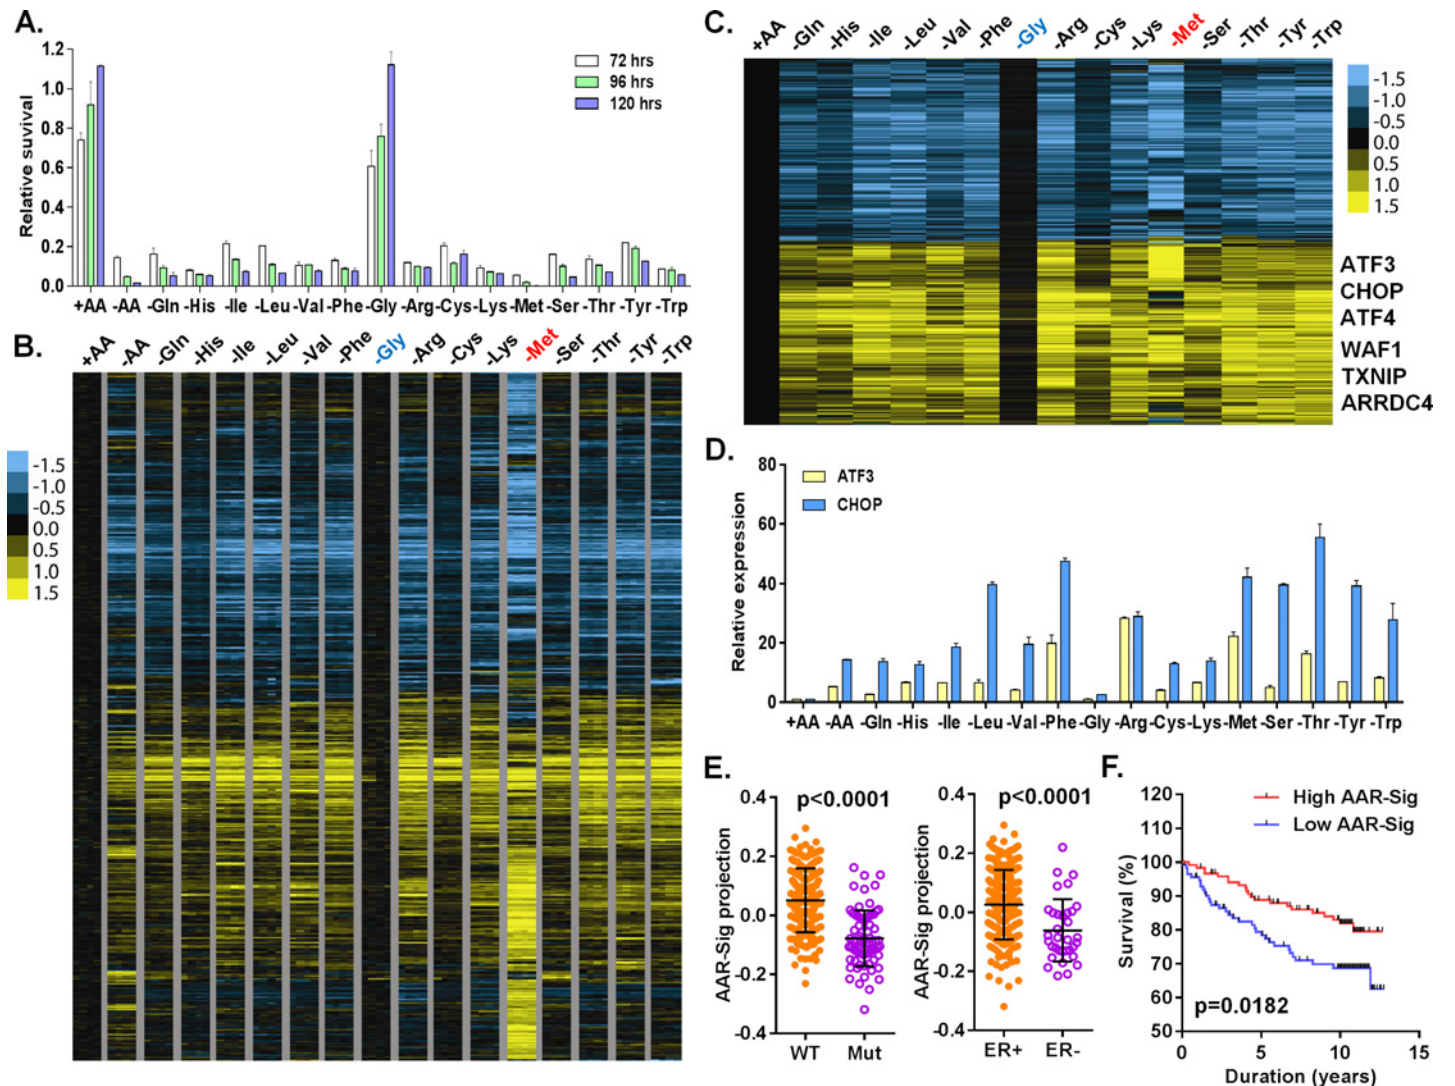 A.
1.2
1.0
0.8
0.6
0.4
0.2
0.0
Relative survival
72 hrs
96 hrs
120 hrs
+AA -AA -Gln -His -Ile -Leu -Val -Phe -Gly -Arg -Cys -Lys -Met -Ser -Thr -Tyr -Trp
B.
+AA -AA -Gln -His -Ile -Leu -Val -Phe -Gly -Arg -Cys -Lys -Met -Ser -Thr -Tyr -Trp
-1.5
-1.0
-0.5
0.0
0.5
1.0
1.5
C.
+AA -Gln -His -Ile -Leu -Val -Phe -Gly -Arg -Cys -Lys -Met -Ser -Thr -Tyr -Trp
-1.5
-1.0
-0.5
0.0
0.5
1.0
1.5
ATF3
CHOP
ATF4
WAF1
TXNIP
ARRDC4
D.
80
60
40
20
0
Relative expression
ATF3
CHOP
+AA -AA -Gln -His -Ile -Leu -Val -Phe -Gly -Arg -Cys -Lys -Met -Ser -Thr -Tyr -Trp
E.
0.4
0.2
0.0
-0.2
-0.4
AAR-Sig projection
p<0.0001
WT Mut
0.4
0.2
0.0
-0.2
-0.4
AAR-Sig projection
p<0.0001
ER+ ER-
F.
120
110
100
90
80
70
60
50
Survival (%)
High AAR-Sig
Low AAR-Sig
p=0.0182
0 5 10 15
Duration (years)